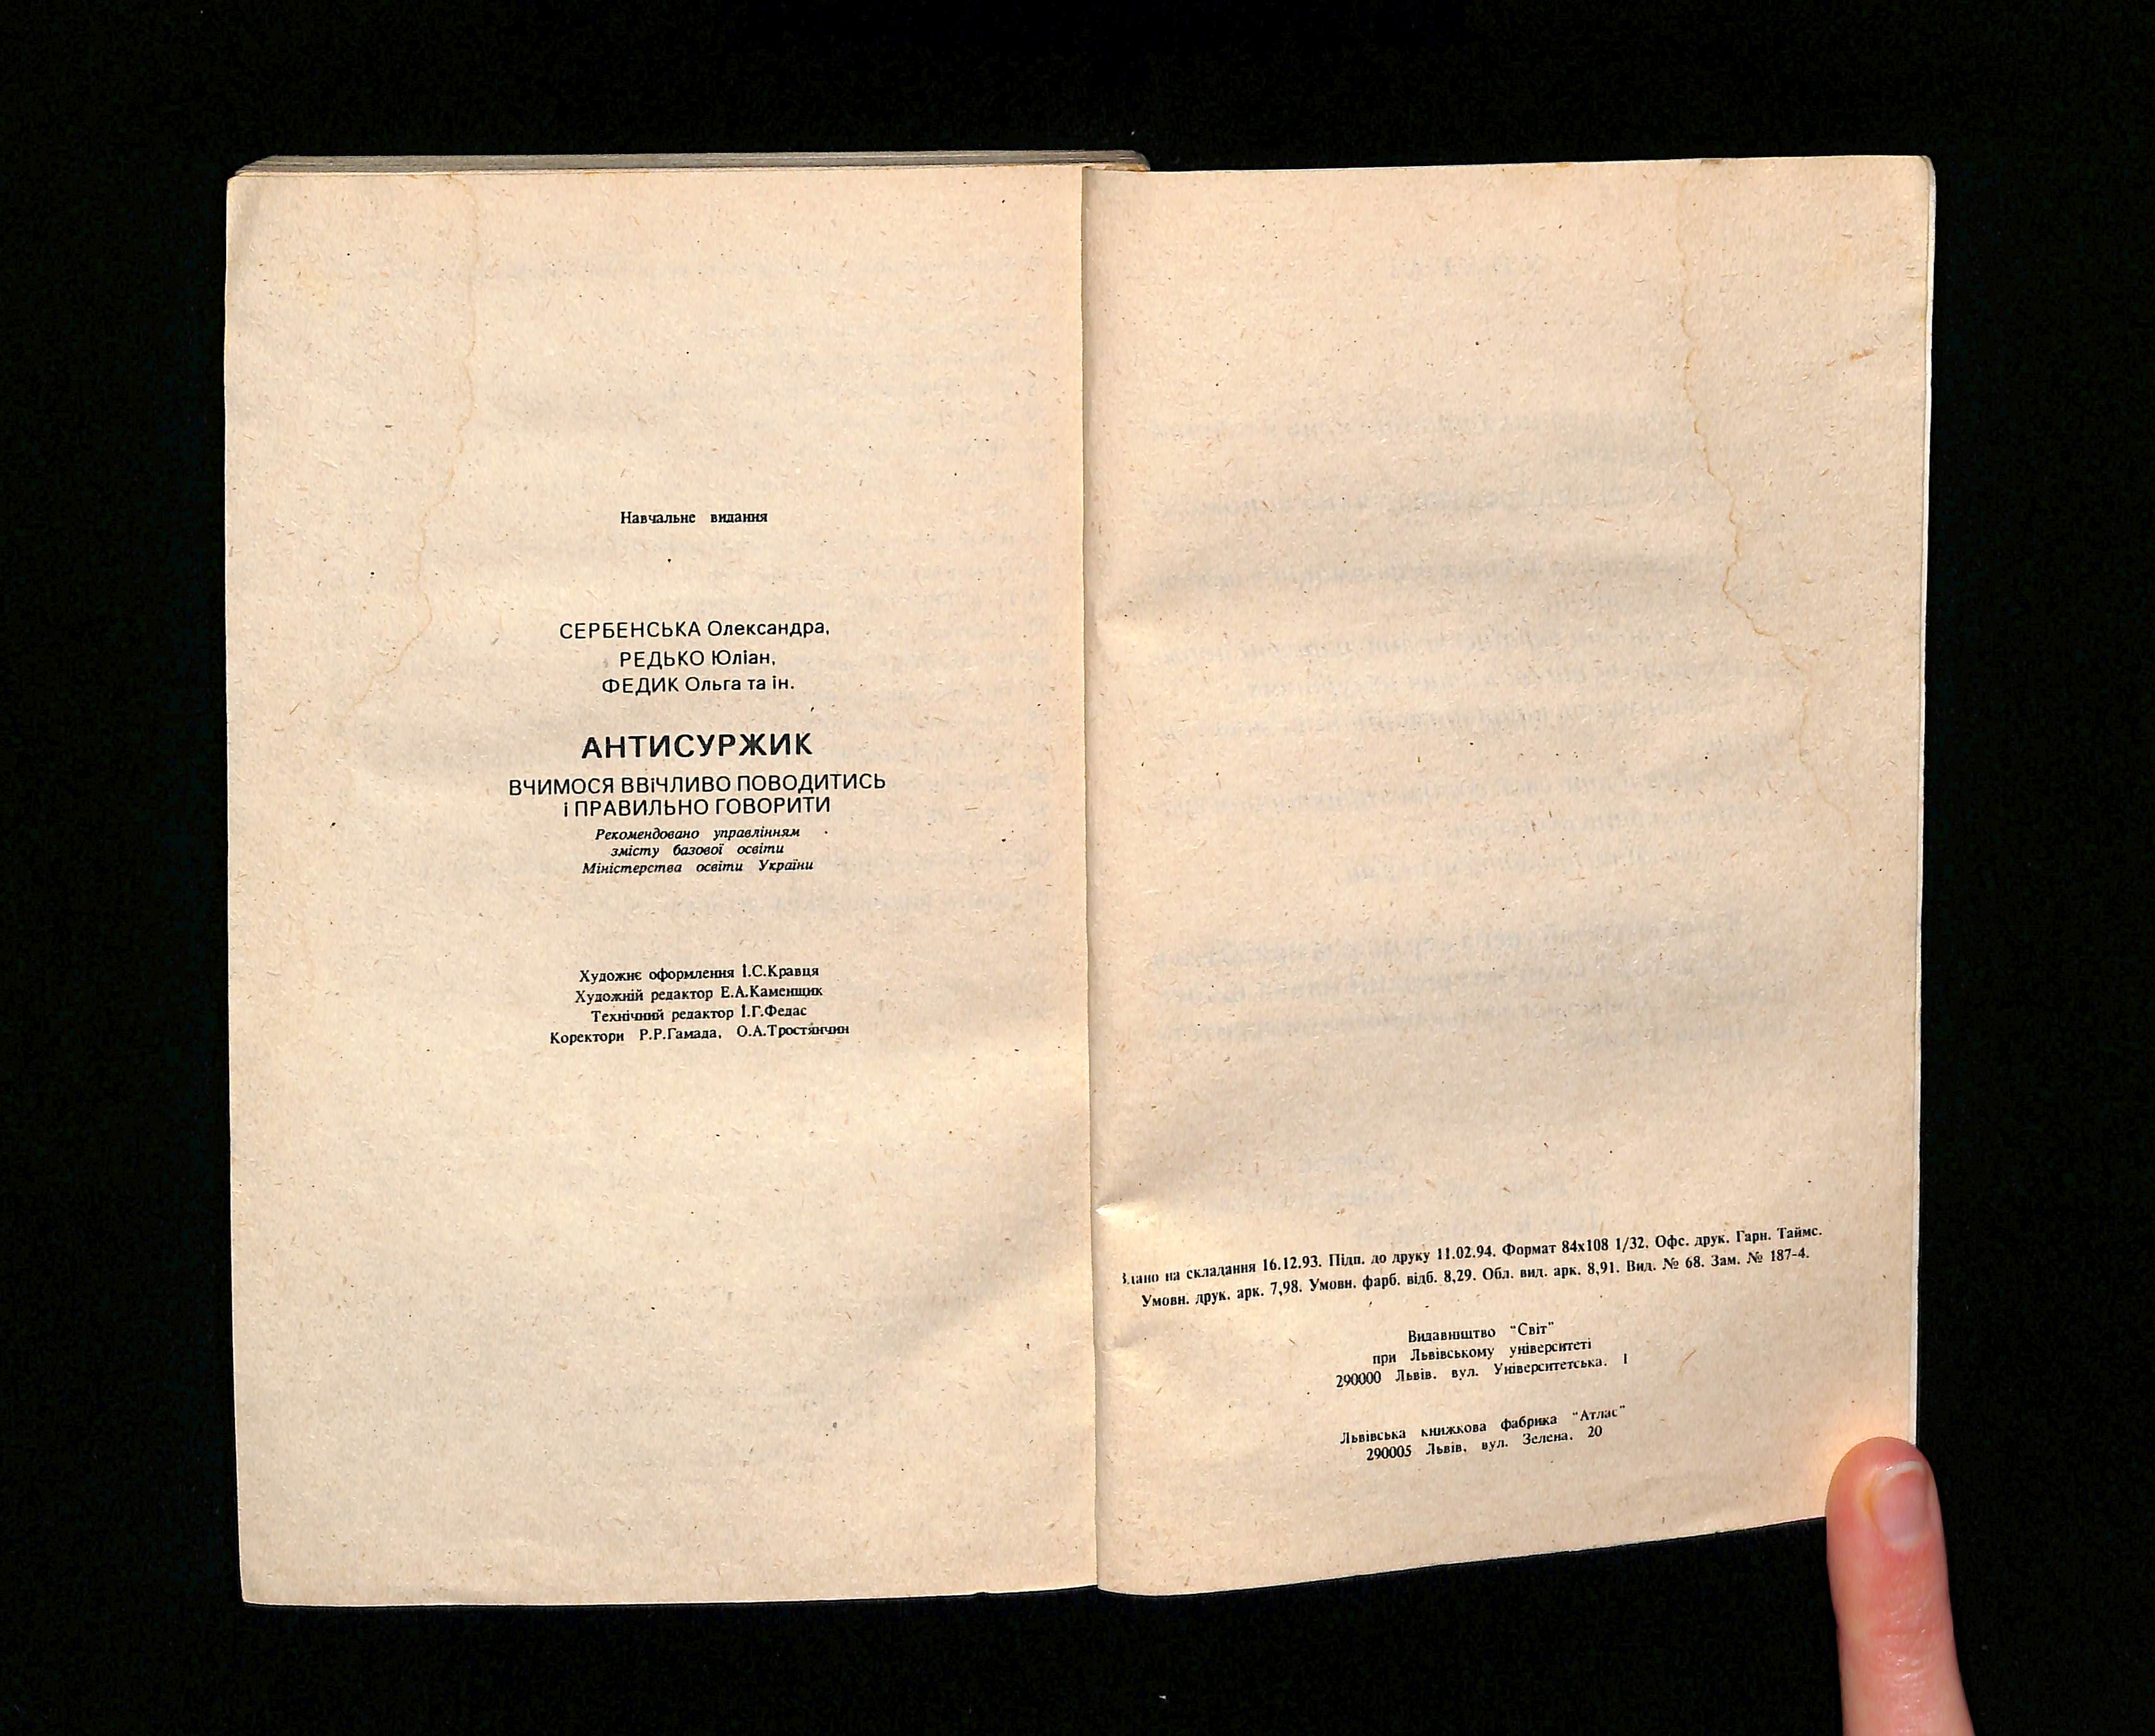 Навчальне видання
СЕРБЕНСЬКА Олександра,
РЕДЬКО Юліан,
ФЕДИК Ольга та ін.
АНТИСУРЖИК
ВЧИМОСЯ ВВІЧЛИВО ПОВОДИТИСЬ
І ПРАВИЛЬНО ГОВОРИТИ
Рекомендовано управлінням
змісту базової освіти
Міністерства освіти України
Художнє оформлення І.С.Кравця
Художній редактор Е.А.Каменщик
Технічний редактор І.Г.Федас
Коректори Р.Р.Гамада, О.А.Тростянчин
Здано на складання 16.12.93. Підп. до друку 11.02.94. Формат 84x108 1/32. Офс. друк. Гарн. Таймс.
Умовн. друк. арк. 7,98. Умовн. фарб. відб. 8,29. Обл. вид. арк. 8,91. Вид. № 68. Зам. № 187-4.
Видавництво "Світ"
при Львівському університеті
290000 Львів. вул. Університетська. 1
Львівська книжкова фабрика "Атлас"
290005 Львів, вул. Зелена. 20